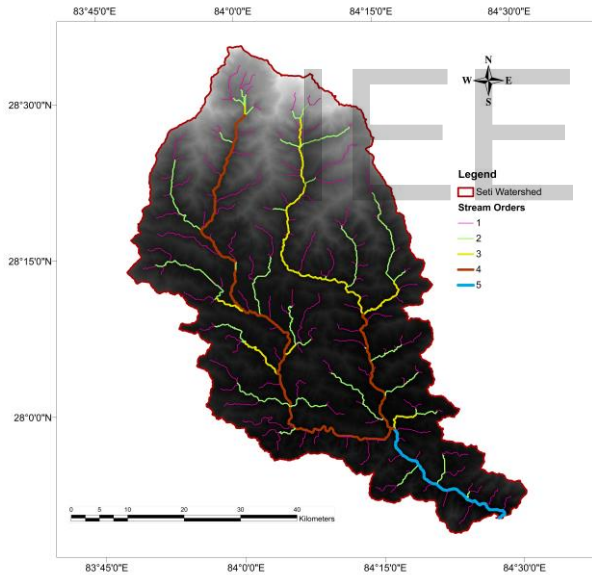 83°45'0"E 84°0'0"E 84°15'0"E 84°30'0"E
N
W E
S
28°30'0"N
Legend
Seti Watershed
Stream Orders
1
2
3
4
5
28°15'0"N
28°0'0"N
0 5 10 20 30 40
Kilometers
83°45'0"E 84°0'0"E 84°15'0"E 84°30'0"E